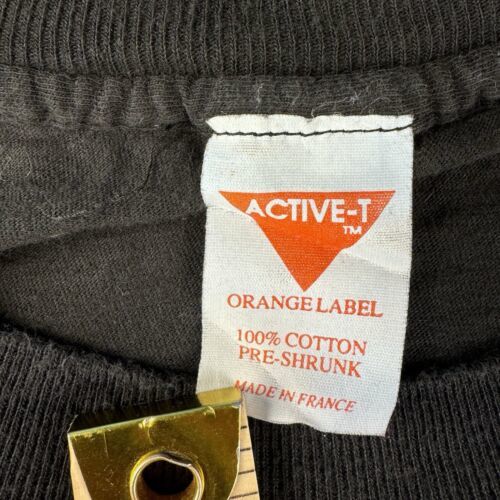 ACTIVE-T
TM
ORANGE LABEL
100% COTTON
PRE-SHRUNK
MADE IN FRANCE